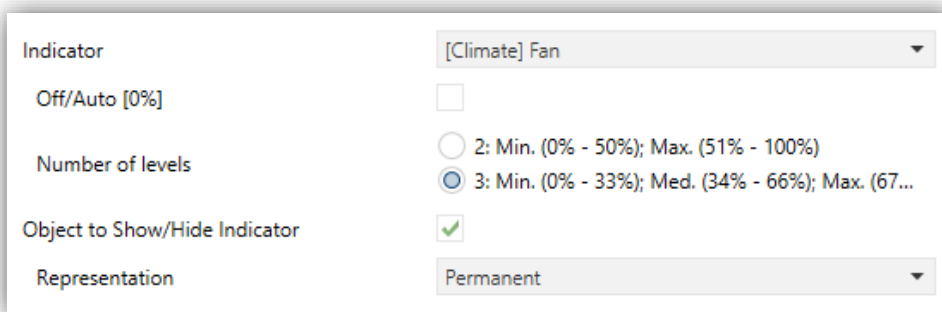 Indicator
[Climate] Fan
Off/Auto [0%]
Number of levels
2: Min. (0% - 50%); Max. (51% - 100%)
3: Min. (0% - 33%); Med. (34% - 66%); Max. (67...
Object to Show/Hide Indicator
Representation
Permanent